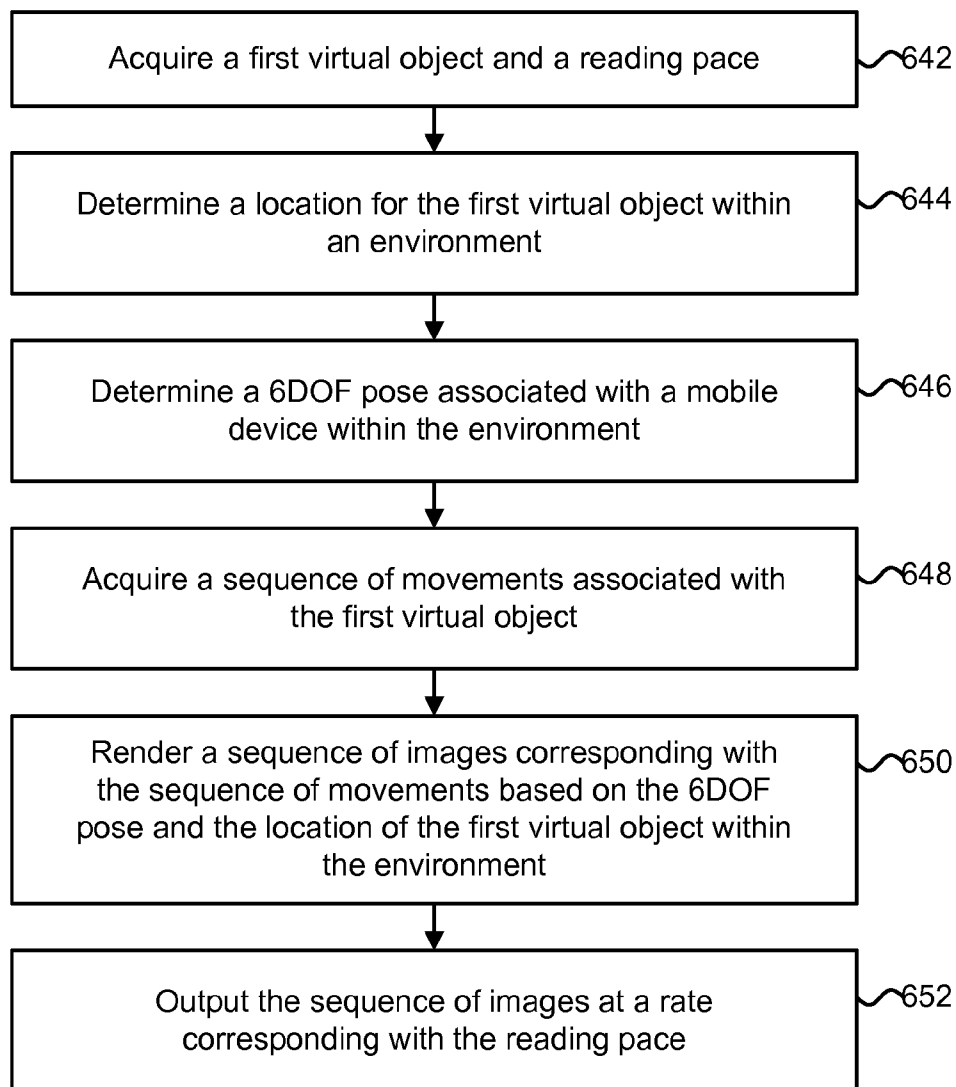 Acquire a first virtual object and a reading pace
642
Determine a location for the first virtual object within
an environment
644
Determine a 6DOF pose associated with a mobile
device within the environment
646
Acquire a sequence of movements associated with
the first virtual object
648
Render a sequence of images corresponding with
the sequence of movements based on the 6DOF
pose and the location of the first virtual object within
the environment
650
Output the sequence of images at a rate
corresponding with the reading pace
652